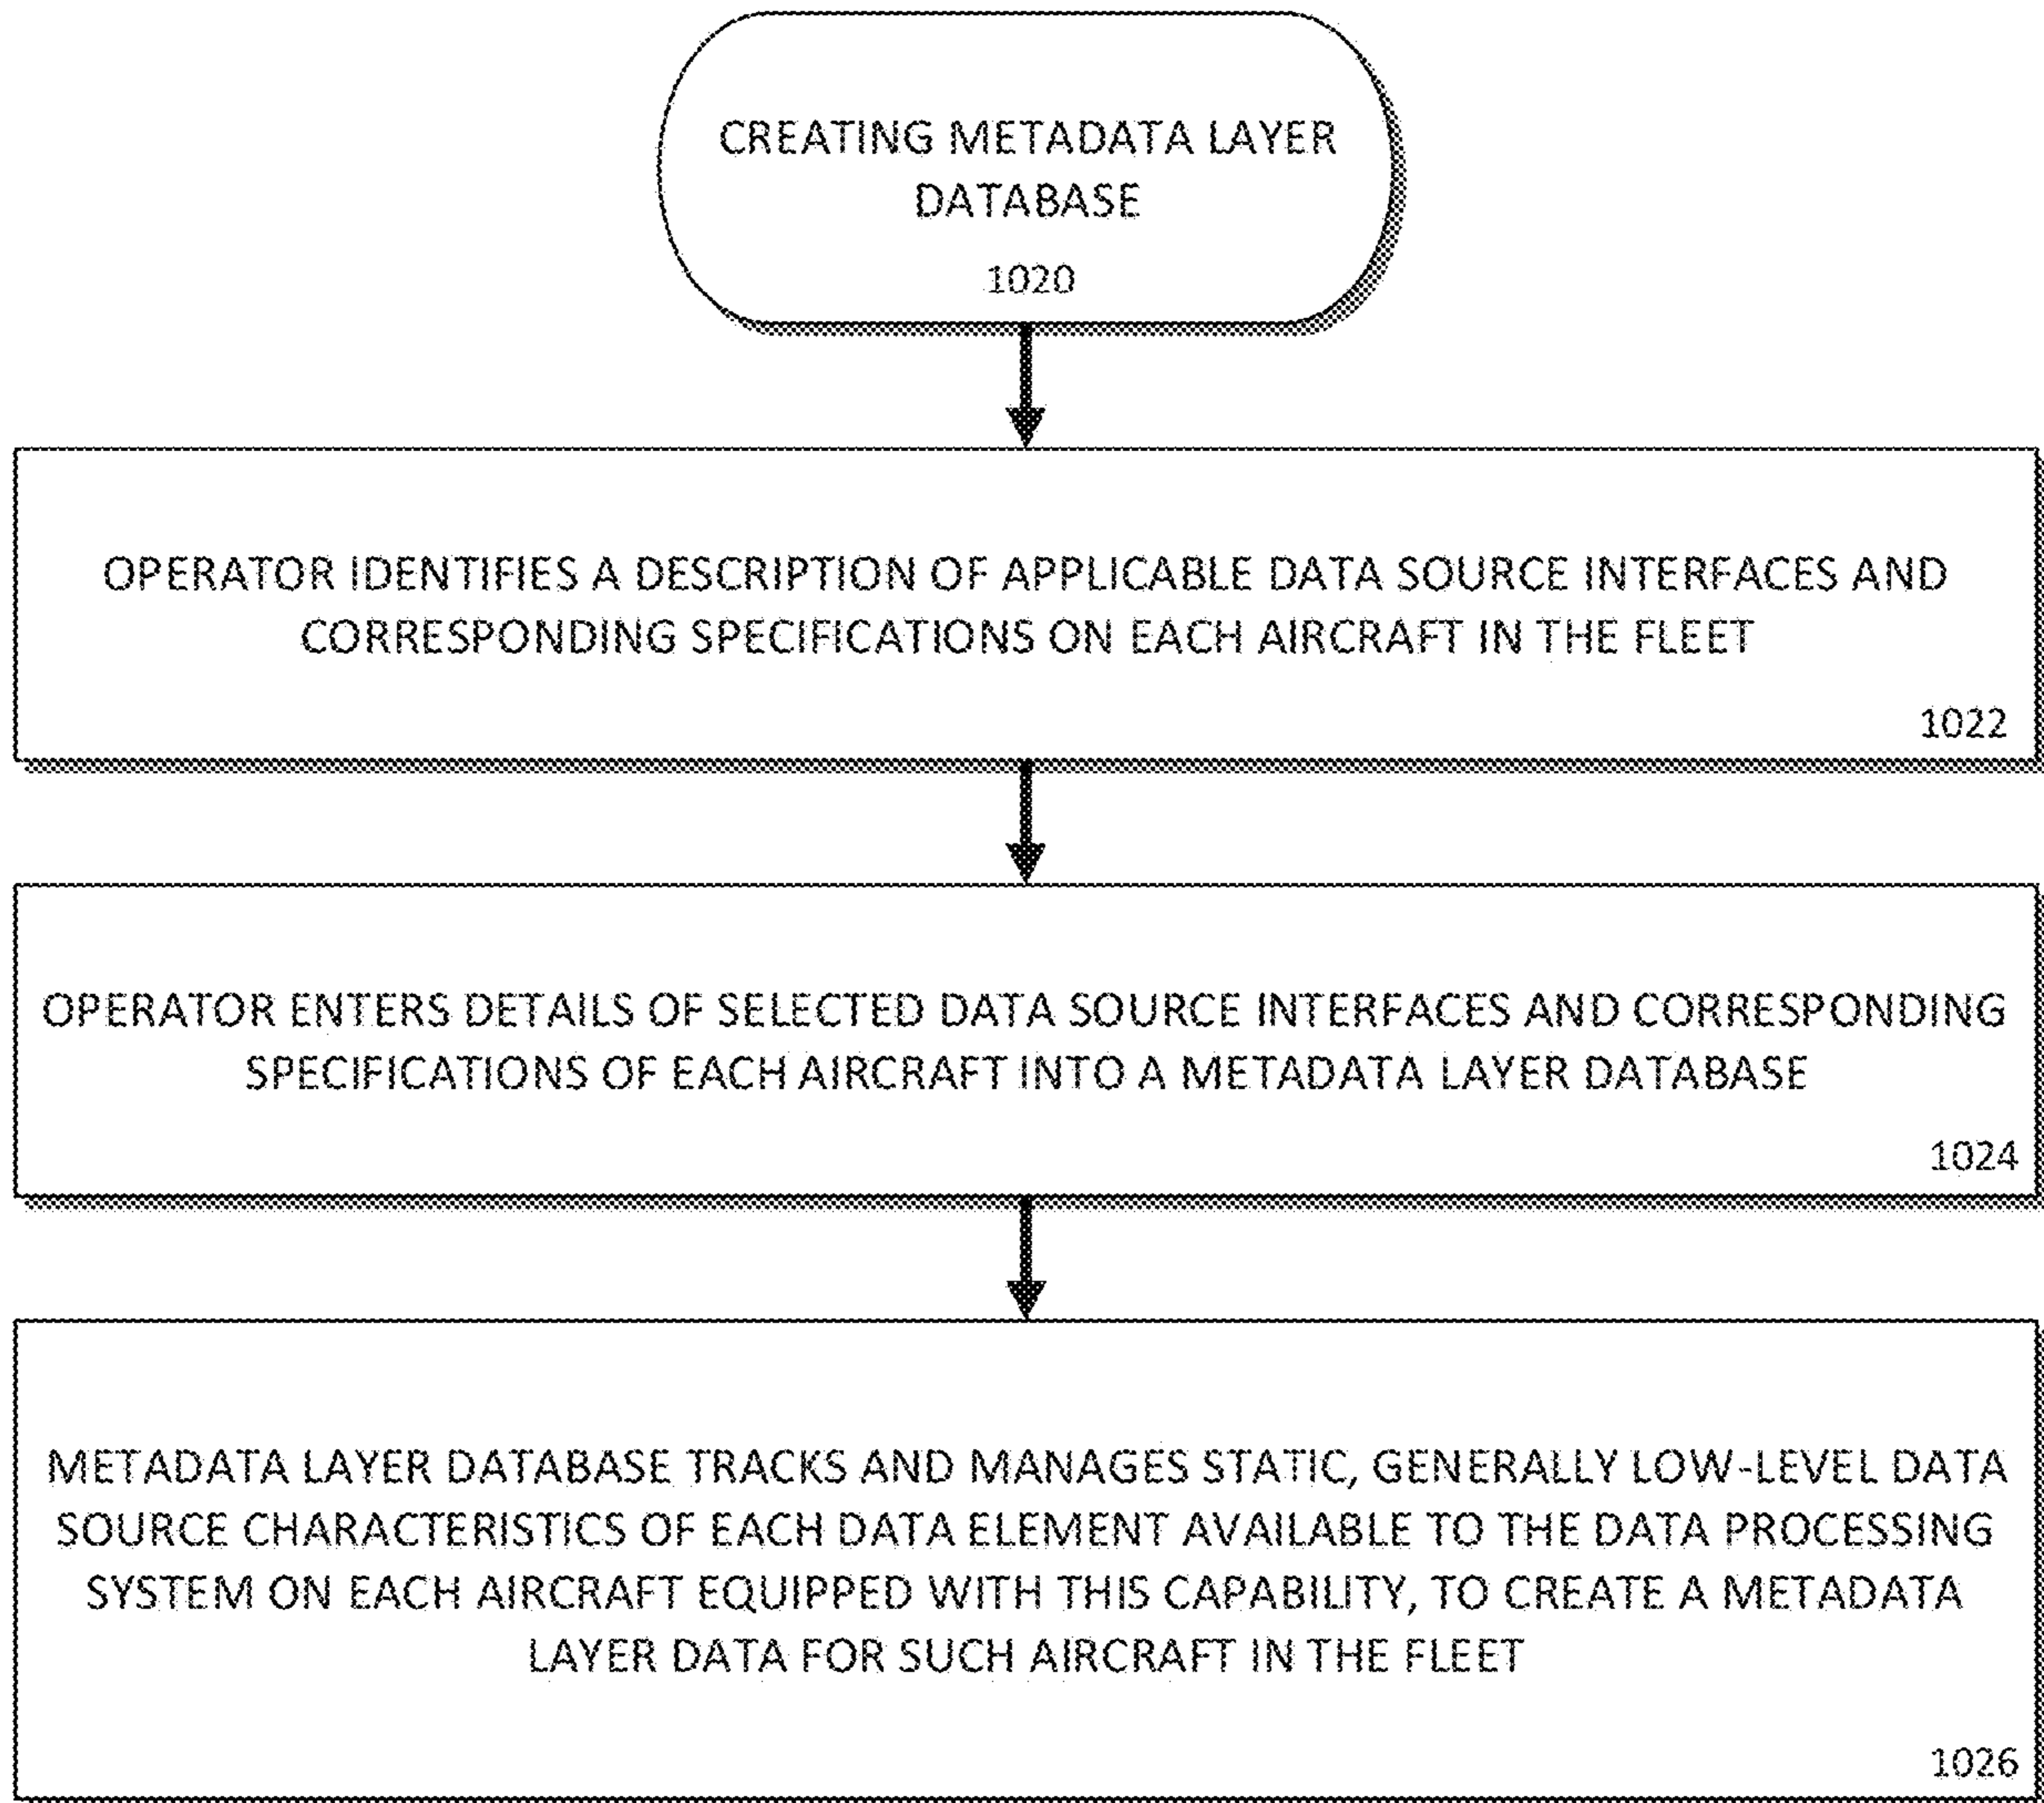 CREATING METADATA LAYER
DATABASE
1020
OPERATOR IDENTIFIES A DESCRIPTION OF APPLICABLE DATA SOURCE INTERFACES AND
CORRESPONDING SPECIFICATIONS ON EACH AIRCRAFT IN THE FLEET
1022
OPERATOR ENTERS DETAILS OF SELECTED DATA SOURCE INTERFACES AND CORRESPONDING
SPECIFICATIONS OF EACH AIRCRAFT INTO A METADATA LAYER DATABASE
1024
METADATA LAYER DATABASE TRACKS AND MANAGES STATIC, GENERALLY LOW-LEVEL DATA
SOURCE CHARACTERISTICS OF EACH DATA ELEMENT AVAILABLE TO THE DATA PROCESSING
SYSTEM ON EACH AIRCRAFT EQUIPPED WITH THIS CAPABILITY, TO CREATE A METADATA
LAYER DATA FOR SUCH AIRCRAFT IN THE FLEET
1026